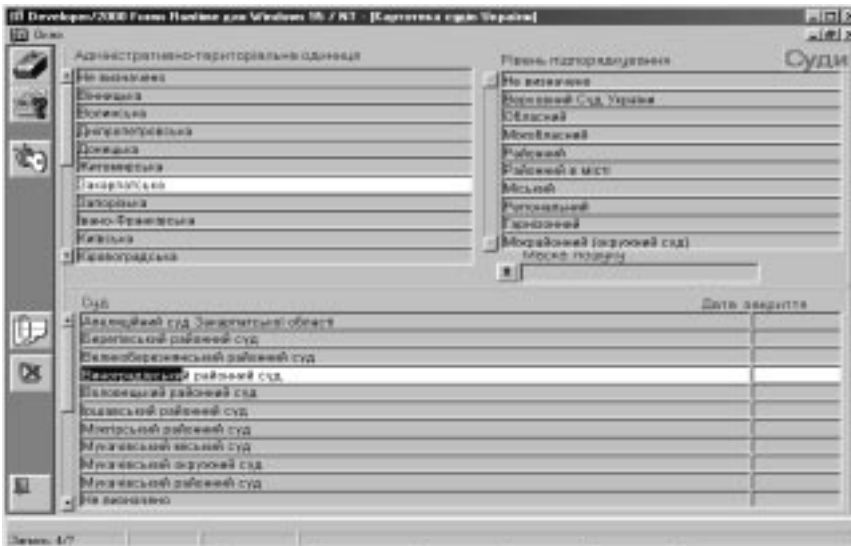 Developer/2000 Forms Runtime для Windows 95 / NT - [Картотека судів України]
Окно
Адміністративно-територіальна одиниця
Не визначено
Вінницька
Волинська
Дніпропетровська
Донецька
Житомирська
Закарпатська
Запорізька
Івано-Франківська
Київська
Кіровоградська
Рівень підпорядкування
Суди
Не визначено
Верховний Суд України
Обласний
Міжобласний
Районний
Районний в місті
Міський
Регіональний
Гарнізонний
Міжрайонний (окружний суд)
Маска пошуку
Суд
Дата закриття
Апеляційний суд Закарпатської області
Берегівський районний суд
Великоберезнянський районний суд
Виноградівський районний суд
Воловецький районний суд
Іршавський районний суд
Міжгірський районний суд
Мукачівський міський суд
Мукачівський окружний суд
Мукачівський районний суд
Не визначено
Запись: 4/?